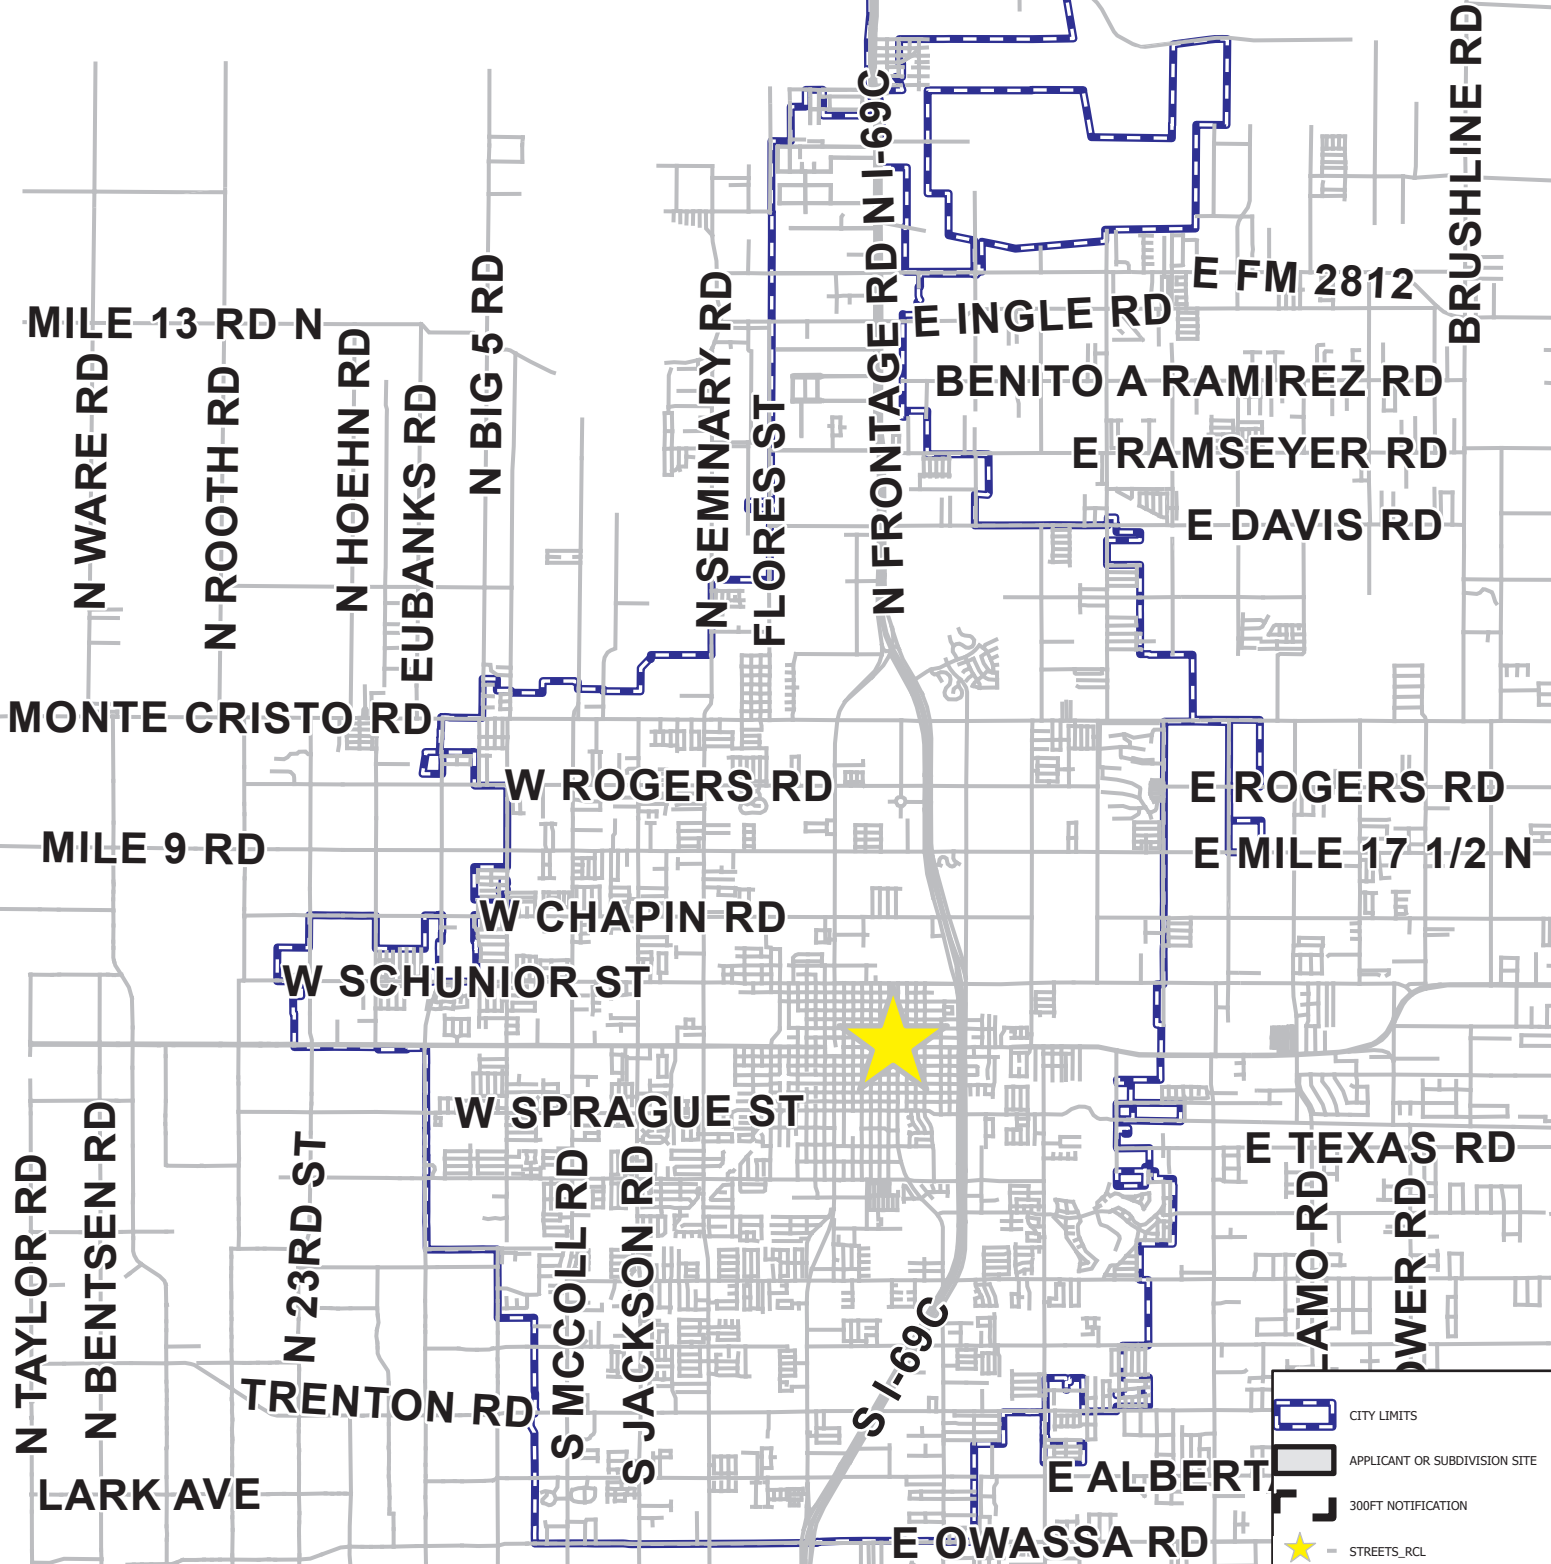 BRUSHLINE RD
N I-69C
E FM 2812
E INGLE RD
MILE 13 RD N
N BIG 5 RD
N SEMINARY RD
N FRONTAGE RD
N WARE RD
N ROOTH RD
N HOEHN RD
EUBANKS RD
FLORES ST
BENITO A RAMIREZ RD
E RAMSEYER RD
E DAVIS RD
MONTE CRISTO RD
W ROGERS RD
E ROGERS RD
MILE 9 RD
E MILE 17 1/2 N
W CHAPIN RD
W SCHUNIOR ST
W SPRAGUE ST
E TEXAS RD
N TAYLOR RD
N BENTSEN RD
N 23RD ST
S MCCOLL RD
S JACKSON RD
S I-69C
TRENTON RD
LARK AVE
E ALBERT
E OWASSA RD
CITY LIMITS
APPLICANT OR SUBDIVISION SITE
300FT NOTIFICATION
STREETS_RCL